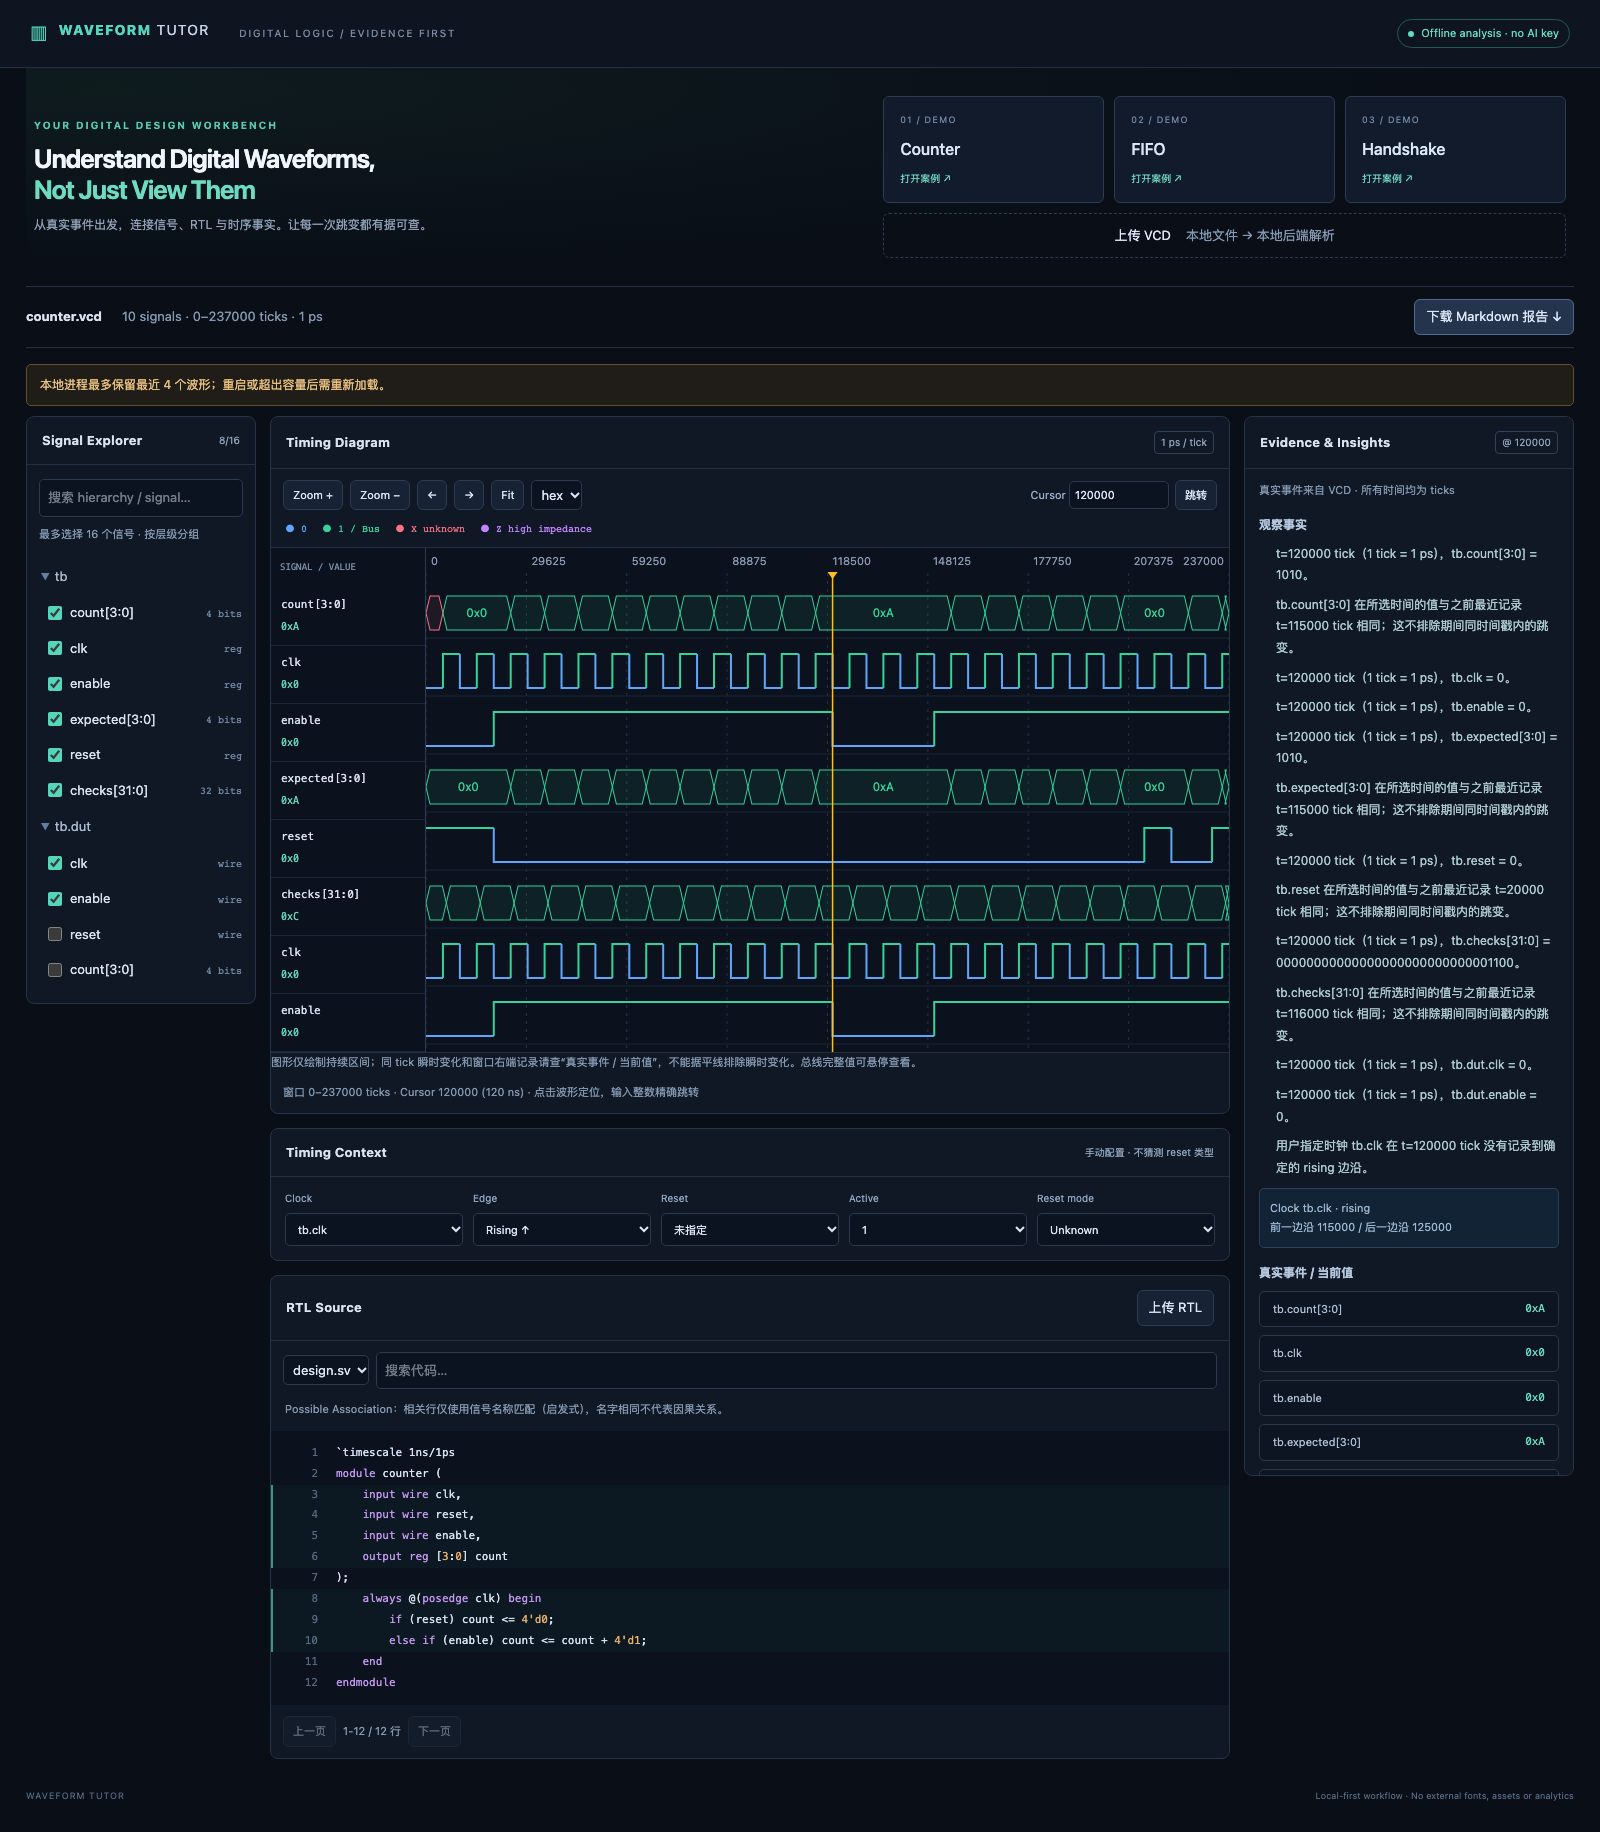 WAVEFORM TUTOR
DIGITAL LOGIC / EVIDENCE FIRST
Offline analysis · no AI key
YOUR DIGITAL DESIGN WORKBENCH
Understand Digital Waveforms,
Not Just View Them
从真实事件出发，连接信号、RTL 与时序事实。让每一次跳变都有据可查。
01 / DEMO
Counter
打开案例 ↗
02 / DEMO
FIFO
打开案例 ↗
03 / DEMO
Handshake
打开案例 ↗
上传 VCD 本地文件 → 本地后端解析
counter.vcd 10 signals · 0–237000 ticks · 1 ps
下载 Markdown 报告 ↓
本地进程最多保留最近 4 个波形；重启或超出容量后需重新加载。
Signal Explorer 8/16
搜索 hierarchy / signal...
最多选择 16 个信号 · 按层级分组
▼ tb
count[3:0] 4 bits
clk reg
enable reg
expected[3:0] 4 bits
reset reg
checks[31:0] 32 bits
▼ tb.dut
clk wire
enable wire
reset wire
count[3:0] 4 bits
Timing Diagram 1 ps / tick
Zoom + Zoom − ← → Fit hex Cursor 120000 跳转
0 1 / Bus X unknown Z high impedance
SIGNAL / VALUE 0 29625 59250 88875 118500 148125 177750 207375 237000
count[3:0]
0xA
0x0 0xA 0x0
clk
0x0
enable
0x0
expected[3:0]
0xA
0x0 0xA 0x0
reset
0x0
checks[31:0]
0xC
clk
0x0
enable
0x0
图形仅绘制持续区间；同 tick 瞬时变化和窗口右端记录请查“真实事件 / 当前值”，不能据平线排除瞬时变化。总线完整值可悬停查看。
窗口 0–237000 ticks · Cursor 120000 (120 ns) · 点击波形定位，输入整数精确跳转
Timing Context 手动配置 · 不猜测 reset 类型
Clock Edge Reset Active Reset mode
tb.clk Rising ↑ 未指定 1 Unknown
RTL Source 上传 RTL
design.sv 搜索代码...
Possible Association：相关行仅使用信号名称匹配（启发式），名字相同不代表因果关系。
1 `timescale 1ns/1ps
2 module counter (
3 input wire clk,
4 input wire reset,
5 input wire enable,
6 output reg [3:0] count
7 );
8 always @(posedge clk) begin
9 if (reset) count <= 4'd0;
10 else if (enable) count <= count + 4'd1;
11 end
12 endmodule
上一页 1-12 / 12 行 下一页
Evidence & Insights @ 120000
真实事件来自 VCD · 所有时间均为 ticks
观察事实
t=120000 tick（1 tick = 1 ps），tb.count[3:0] =
1010。
tb.count[3:0] 在所选时间的值与之前最近记录
t=115000 tick 相同；这不排除期间同时间戳内的跳
变。
t=120000 tick（1 tick = 1 ps），tb.clk = 0。
t=120000 tick（1 tick = 1 ps），tb.enable = 0。
t=120000 tick（1 tick = 1 ps），tb.expected[3:0] =
1010。
tb.expected[3:0] 在所选时间的值与之前最近记录
t=115000 tick 相同；这不排除期间同时间戳内的跳
变。
t=120000 tick（1 tick = 1 ps），tb.reset = 0。
tb.reset 在所选时间的值与之前最近记录 t=20000
tick 相同；这不排除期间同时间戳内的跳变。
t=120000 tick（1 tick = 1 ps），tb.checks[31:0] =
00000000000000000000000000001100。
tb.checks[31:0] 在所选时间的值与之前最近记录
t=116000 tick 相同；这不排除期间同时间戳内的跳
变。
t=120000 tick（1 tick = 1 ps），tb.dut.clk = 0。
t=120000 tick（1 tick = 1 ps），tb.dut.enable =
0。
用户指定时钟 tb.clk 在 t=120000 tick 没有记录到确
定的 rising 边沿。
Clock tb.clk · rising
前一边沿 115000 / 后一边沿 125000
真实事件 / 当前值
tb.count[3:0] 0xA
tb.clk 0x0
tb.enable 0x0
tb.expected[3:0] 0xA
WAVEFORM TUTOR
Local-first workflow · No external fonts, assets or analytics